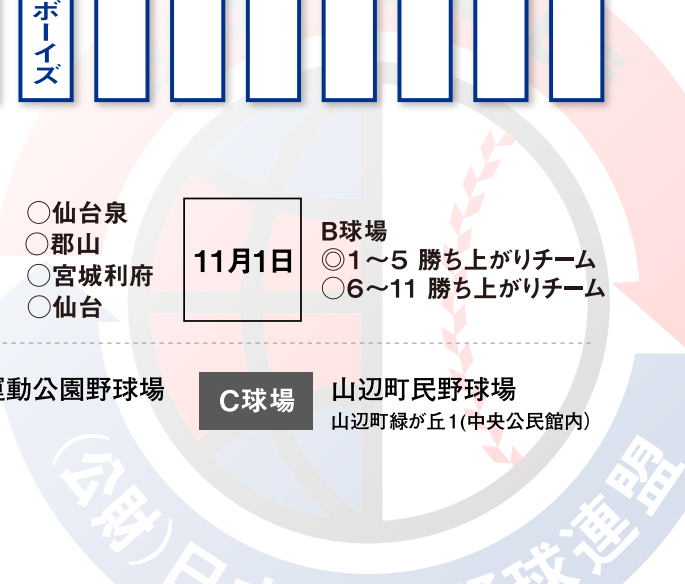 ボーイズ
○仙台泉
○郡山
○宮城利府
○仙台
11月1日
B球場
◎1〜5 勝ち上がりチーム
○6〜11 勝ち上がりチーム
動公園野球場
C球場
山辺町民野球場
山辺町緑が丘1(中央公民館内)
(公財)日
球連盟